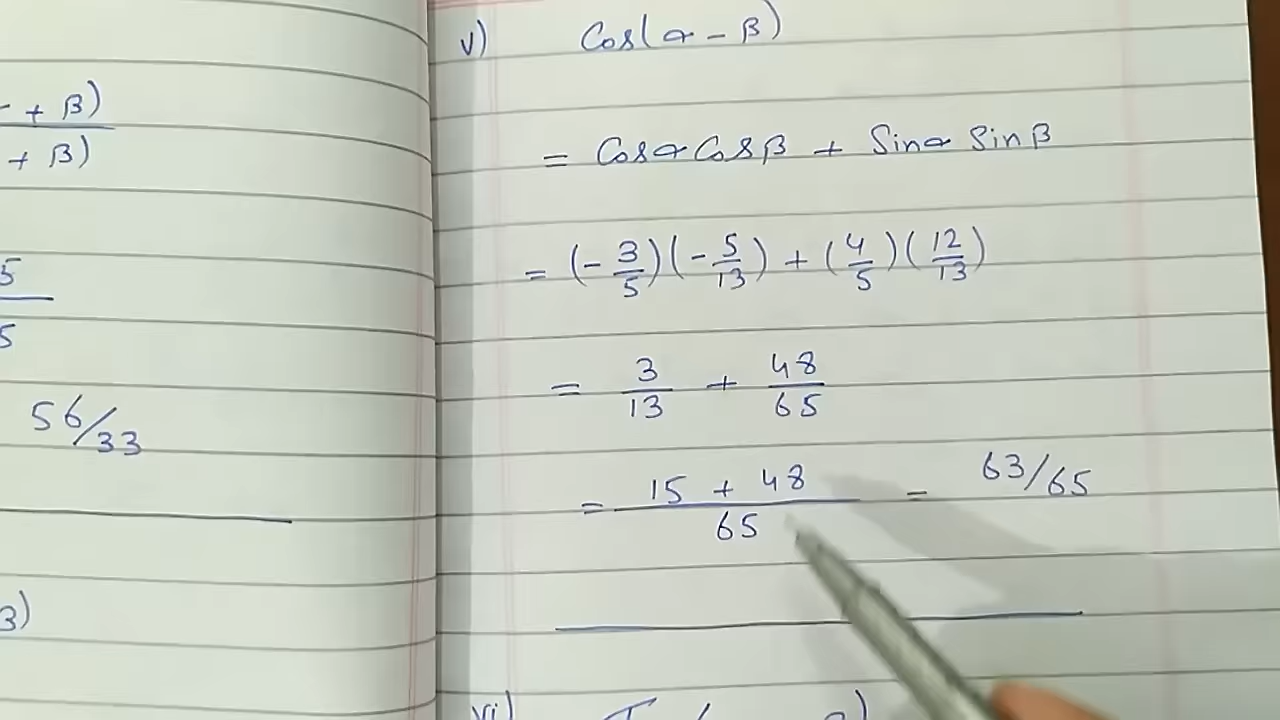 + β)
+ β)
5
5
56/33
3)
v) Cos(α - β)
= Cosα Cosβ + Sinα Sinβ
= (-3/5)(-5/13) + (4/5)(12/13)
= 3/13 + 48/65
= 15 + 48/65 = 63/65
vi)